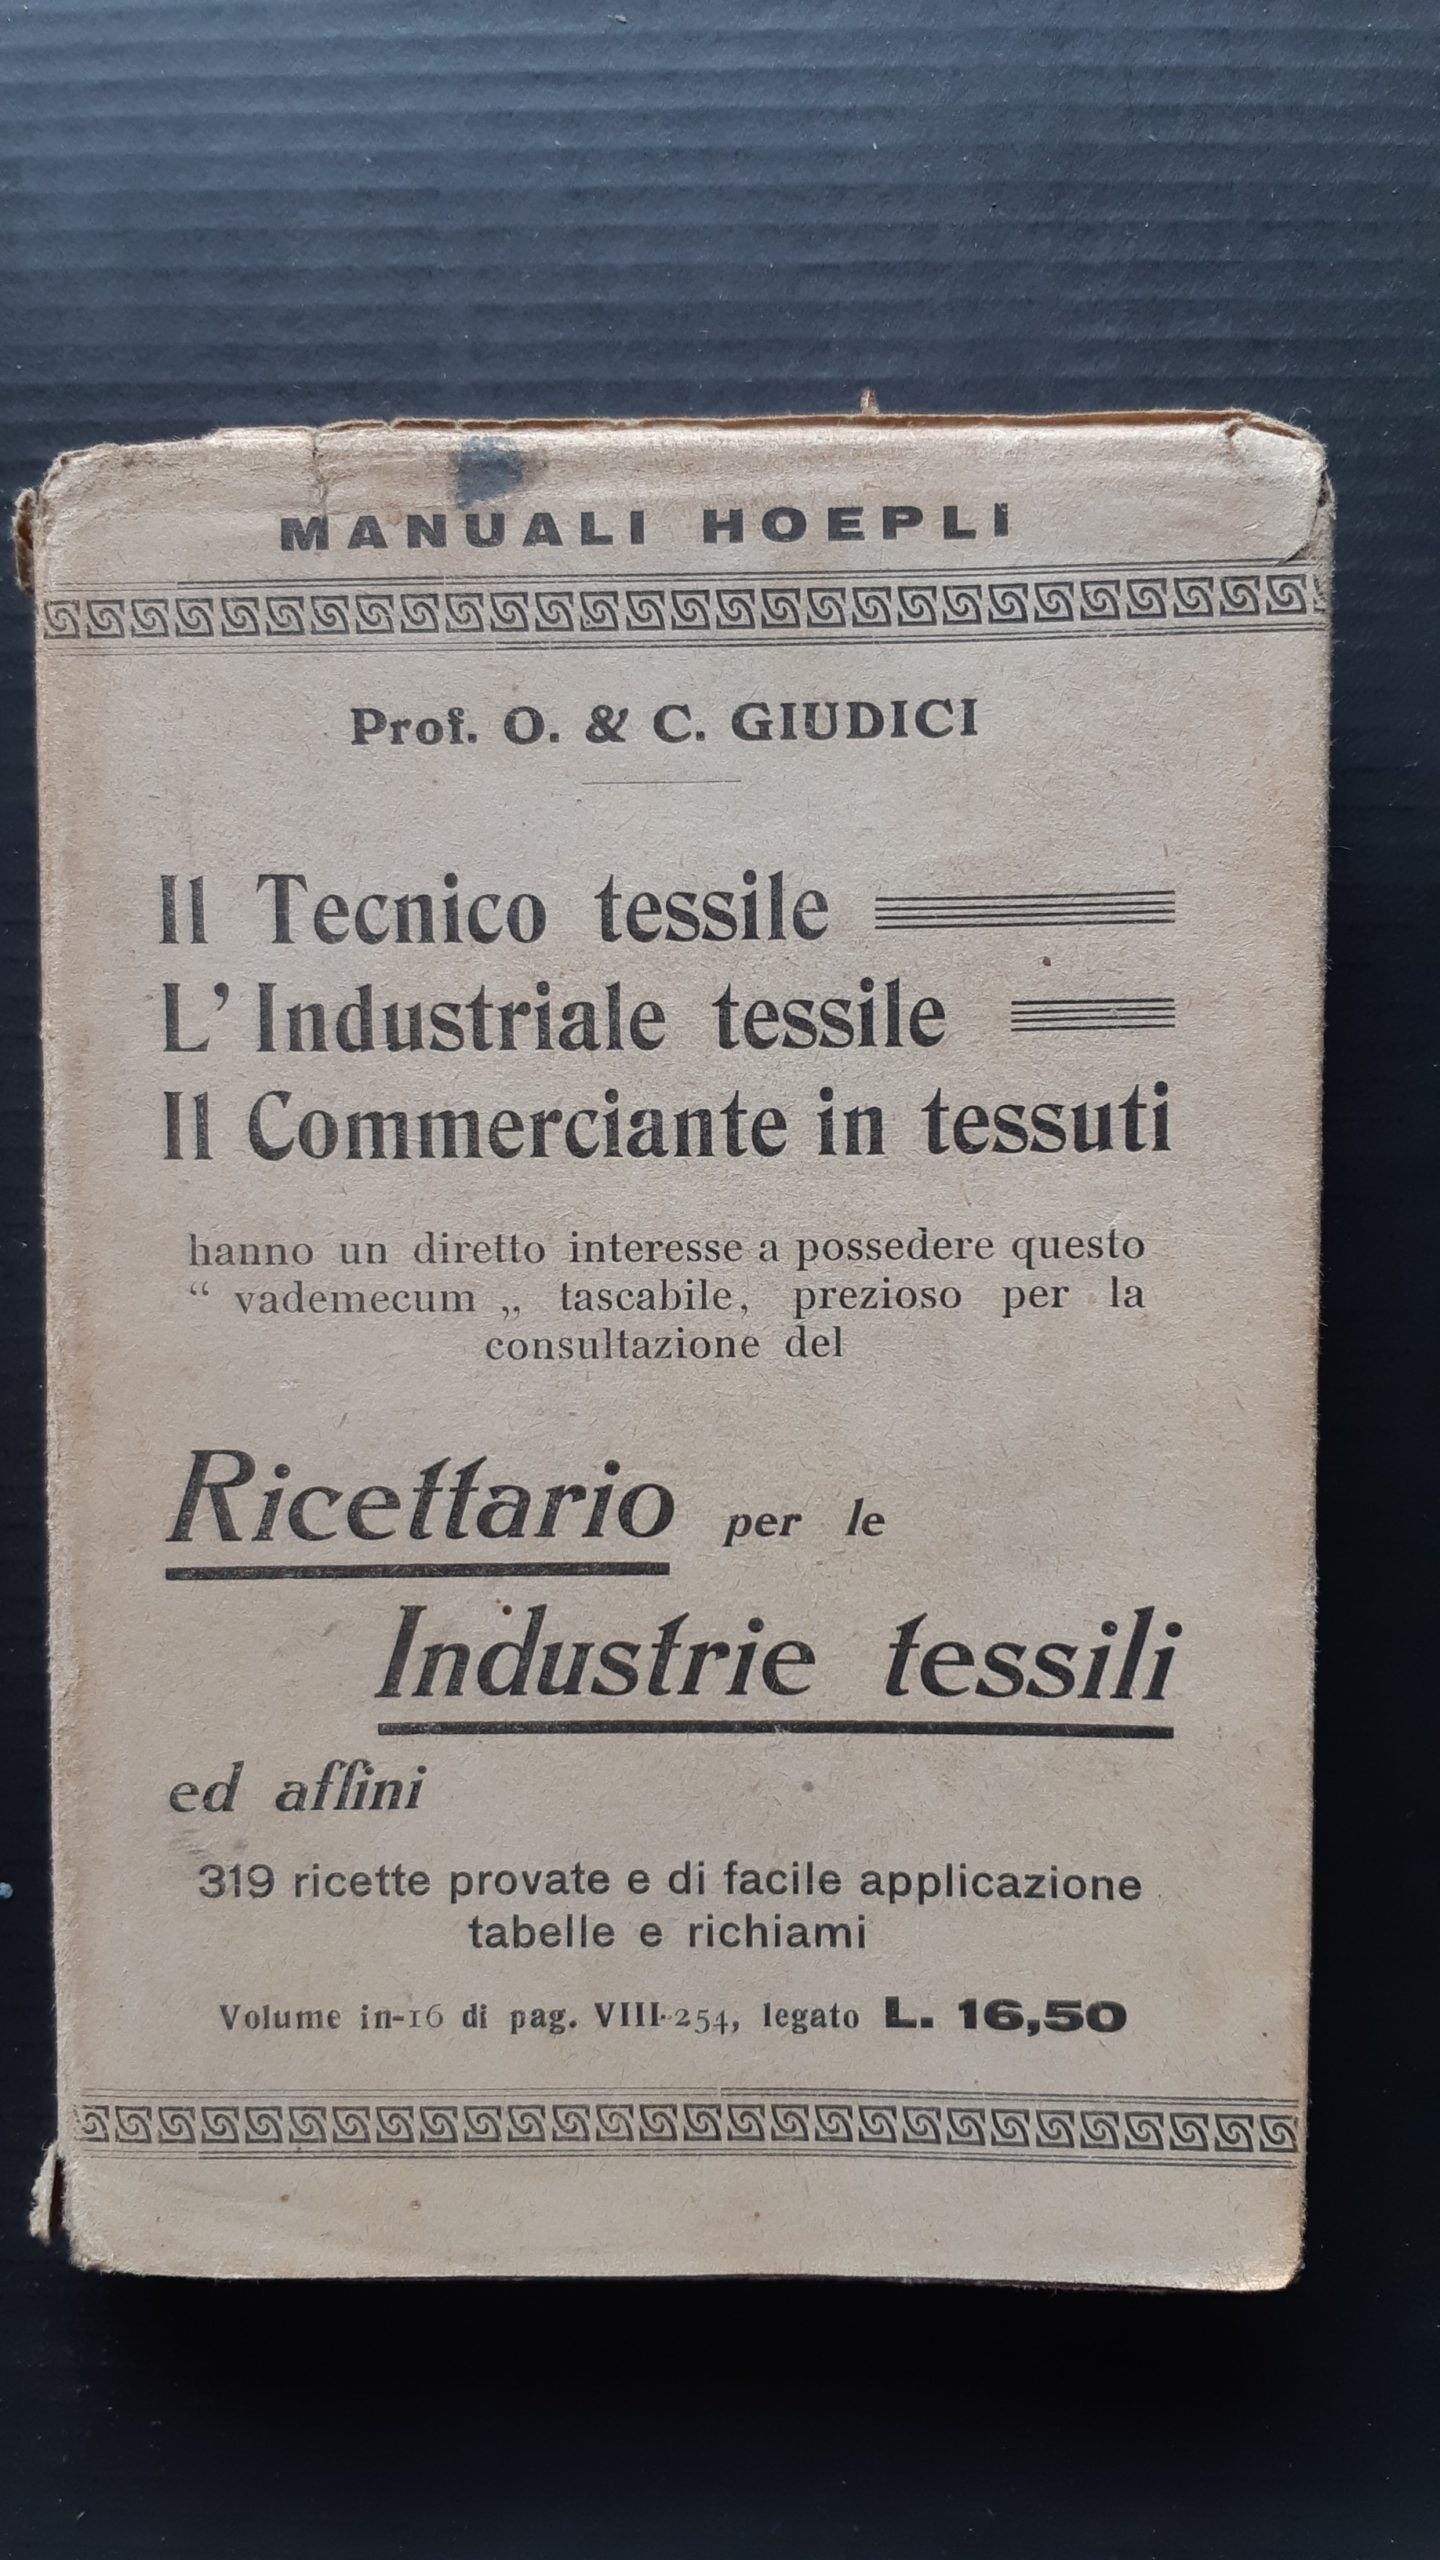 MANUALI HOEPLI
Prof. O. & C. GIUDICI
Il Tecnico tessile
L'Industriale tessile
Il Commerciante in tessuti
hanno un diretto interesse a possedere questo
“ vademecum „ tascabile, prezioso per la
consultazione del
Ricettario per le
Industrie tessili
ed affini
319 ricette provate e di facile applicazione
tabelle e richiami
Volume in-16 di pag. VIII-254, legato L. 16,50